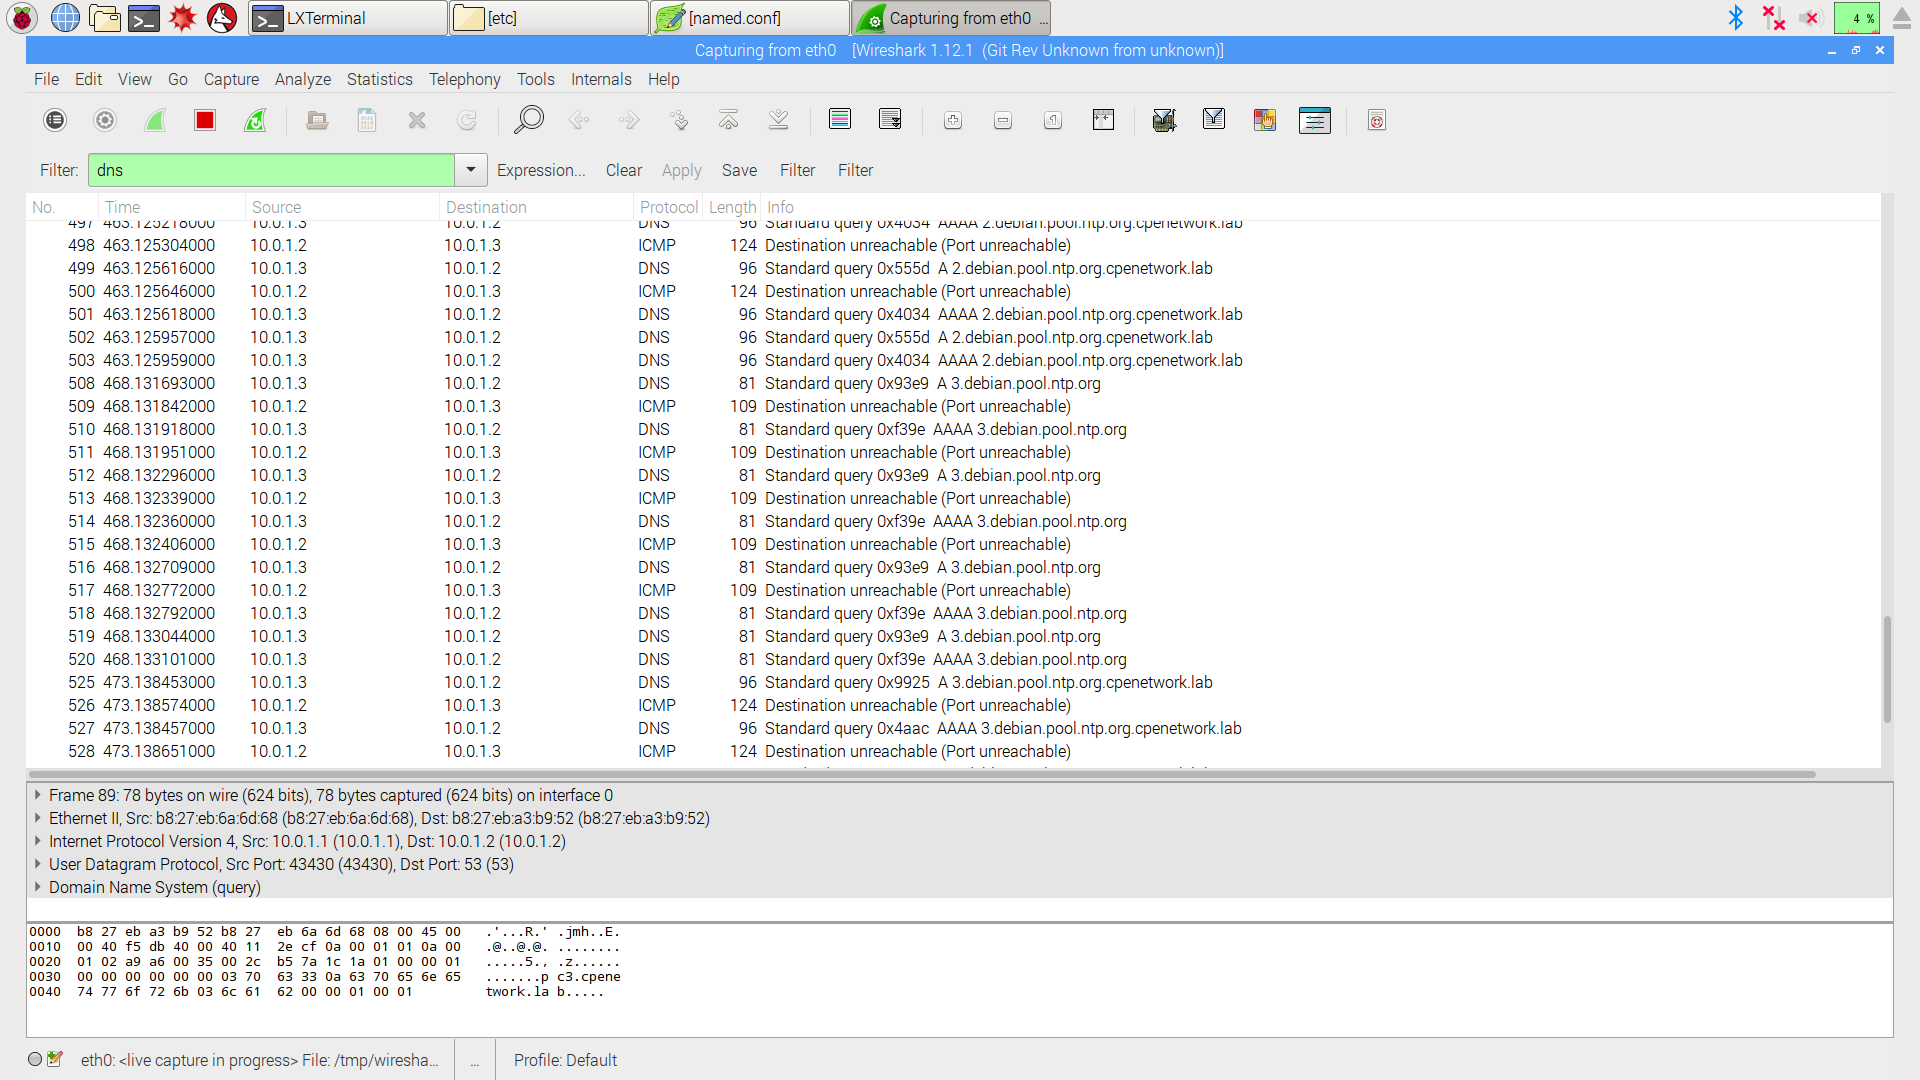 LXTerminal [etc] [named.conf] Capturing from eth0 ... 4 %
Capturing from eth0 [Wireshark 1.12.1 (Git Rev Unknown from unknown)]
File Edit View Go Capture Analyze Statistics Telephony Tools Internals Help
Filter: dns Expression... Clear Apply Save Filter Filter
No. Time Source Destination Protocol Length Info
497 463.125218000 10.0.1.3 10.0.1.2 DNS 96 Standard query 0x4034 AAAA 2.debian.pool.ntp.org.cpenetwork.lab
498 463.125304000 10.0.1.2 10.0.1.3 ICMP 124 Destination unreachable (Port unreachable)
499 463.125616000 10.0.1.3 10.0.1.2 DNS 96 Standard query 0x555d A 2.debian.pool.ntp.org.cpenetwork.lab
500 463.125646000 10.0.1.2 10.0.1.3 ICMP 124 Destination unreachable (Port unreachable)
501 463.125618000 10.0.1.3 10.0.1.2 DNS 96 Standard query 0x4034 AAAA 2.debian.pool.ntp.org.cpenetwork.lab
502 463.125957000 10.0.1.3 10.0.1.2 DNS 96 Standard query 0x555d A 2.debian.pool.ntp.org.cpenetwork.lab
503 463.125959000 10.0.1.3 10.0.1.2 DNS 96 Standard query 0x4034 AAAA 2.debian.pool.ntp.org.cpenetwork.lab
508 468.131693000 10.0.1.3 10.0.1.2 DNS 81 Standard query 0x93e9 A 3.debian.pool.ntp.org
509 468.131842000 10.0.1.2 10.0.1.3 ICMP 109 Destination unreachable (Port unreachable)
510 468.131918000 10.0.1.3 10.0.1.2 DNS 81 Standard query 0xf39e AAAA 3.debian.pool.ntp.org
511 468.131951000 10.0.1.2 10.0.1.3 ICMP 109 Destination unreachable (Port unreachable)
512 468.132296000 10.0.1.3 10.0.1.2 DNS 81 Standard query 0x93e9 A 3.debian.pool.ntp.org
513 468.132339000 10.0.1.2 10.0.1.3 ICMP 109 Destination unreachable (Port unreachable)
514 468.132360000 10.0.1.3 10.0.1.2 DNS 81 Standard query 0xf39e AAAA 3.debian.pool.ntp.org
515 468.132406000 10.0.1.2 10.0.1.3 ICMP 109 Destination unreachable (Port unreachable)
516 468.132709000 10.0.1.3 10.0.1.2 DNS 81 Standard query 0x93e9 A 3.debian.pool.ntp.org
517 468.132772000 10.0.1.2 10.0.1.3 ICMP 109 Destination unreachable (Port unreachable)
518 468.132792000 10.0.1.3 10.0.1.2 DNS 81 Standard query 0xf39e AAAA 3.debian.pool.ntp.org
519 468.133044000 10.0.1.3 10.0.1.2 DNS 81 Standard query 0x93e9 A 3.debian.pool.ntp.org
520 468.133101000 10.0.1.3 10.0.1.2 DNS 81 Standard query 0xf39e AAAA 3.debian.pool.ntp.org
525 473.138453000 10.0.1.3 10.0.1.2 DNS 96 Standard query 0x9925 A 3.debian.pool.ntp.org.cpenetwork.lab
526 473.138574000 10.0.1.2 10.0.1.3 ICMP 124 Destination unreachable (Port unreachable)
527 473.138457000 10.0.1.3 10.0.1.2 DNS 96 Standard query 0x4aac AAAA 3.debian.pool.ntp.org.cpenetwork.lab
528 473.138651000 10.0.1.2 10.0.1.3 ICMP 124 Destination unreachable (Port unreachable)
Frame 89: 78 bytes on wire (624 bits), 78 bytes captured (624 bits) on interface 0
Ethernet II, Src: b8:27:eb:6a:6d:68 (b8:27:eb:6a:6d:68), Dst: b8:27:eb:a3:b9:52 (b8:27:eb:a3:b9:52)
Internet Protocol Version 4, Src: 10.0.1.1 (10.0.1.1), Dst: 10.0.1.2 (10.0.1.2)
User Datagram Protocol, Src Port: 43430 (43430), Dst Port: 53 (53)
Domain Name System (query)
0000 b8 27 eb a3 b9 52 b8 27 eb 6a 6d 68 08 00 45 00 .'...R.' .jmh..E.
0010 00 40 f5 db 40 00 40 11 2e cf 0a 00 01 01 0a 00 .@..@.@. ........
0020 01 02 a9 a6 00 35 00 2c b5 7a 1c 1a 01 00 00 01 .....5., .z......
0030 00 00 00 00 00 00 03 70 63 33 0a 63 70 65 6e 65 .......p c3.cpene
0040 74 77 6f 72 6b 03 6c 61 62 00 00 01 00 01 twork.la b.....
eth0: <live capture in progress> File: /tmp/wiresha... ... Profile: Default